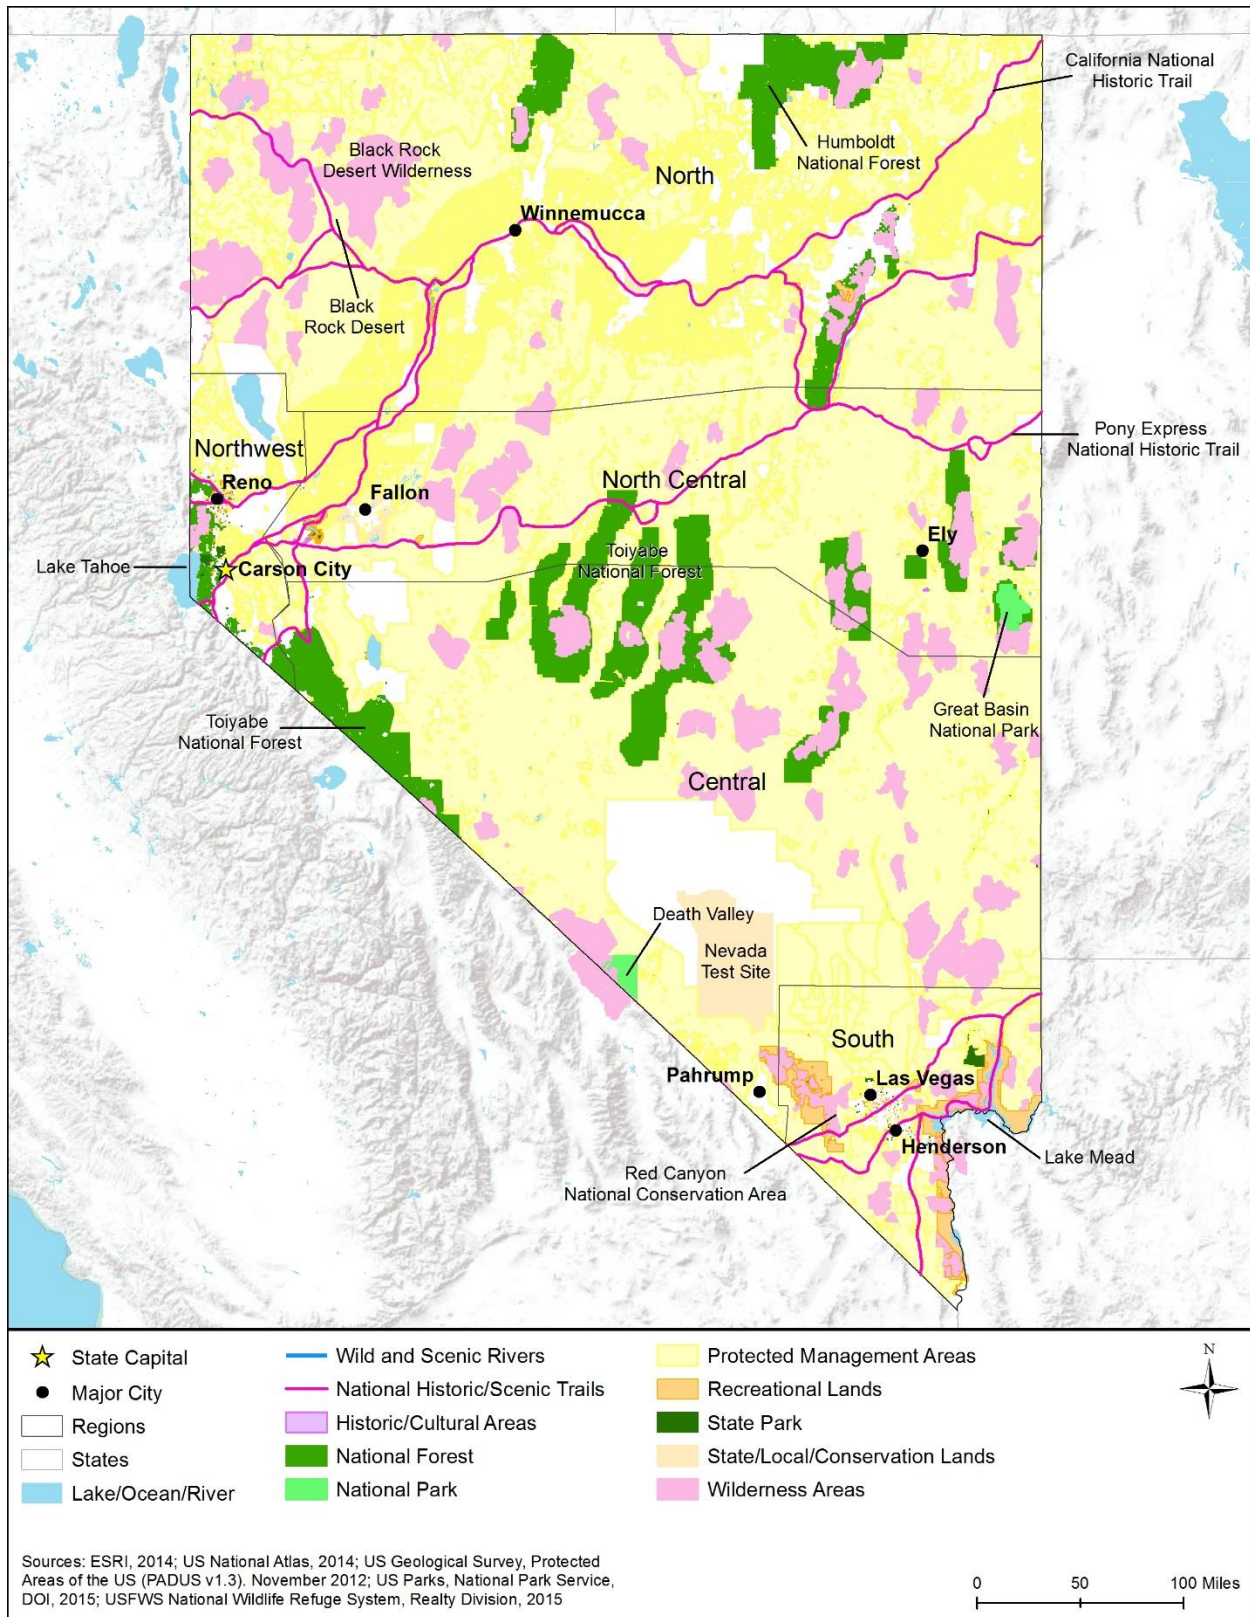 California National
Historic Trail
Black Rock
Desert Wilderness
Humboldt
National Forest
North
Winnemucca
Black
Rock Desert
Northwest
Pony Express
National Historic Trail
Reno
Fallon
North Central
Ely
Toiyabe
National Forest
Lake Tahoe
Carson City
Toiyabe
National Forest
Great Basin
National Park
Central
Death Valley
Nevada
Test Site
South
Pahrump
Las Vegas
Henderson
Lake Mead
Red Canyon
National Conservation Area
State Capital
Major City
Regions
States
Lake/Ocean/River
Wild and Scenic Rivers
National Historic/Scenic Trails
Historic/Cultural Areas
National Forest
National Park
Protected Management Areas
Recreational Lands
State Park
State/Local/Conservation Lands
Wilderness Areas
N
Sources: ESRI, 2014; US National Atlas, 2014; US Geological Survey, Protected
Areas of the US (PADUS v1.3). November 2012; US Parks, National Park Service,
DOI, 2015; USFWS National Wildlife Refuge System, Realty Division, 2015
0 50 100 Miles